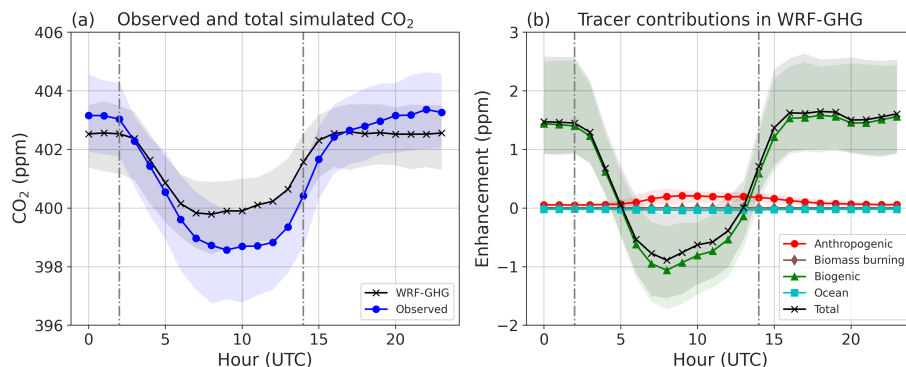 (a) Observed and total simulated CO₂
406
404
402
400
398
396
CO₂ (ppm)
0 5 10 15 20
Hour (UTC)
WRF-GHG
Observed
(b) Tracer contributions in WRF-GHG
3
2
1
0
−1
−2
Enhancement (ppm)
0 5 10 15 20
Hour (UTC)
Anthropogenic
Biomass burning
Biogenic
Ocean
Total